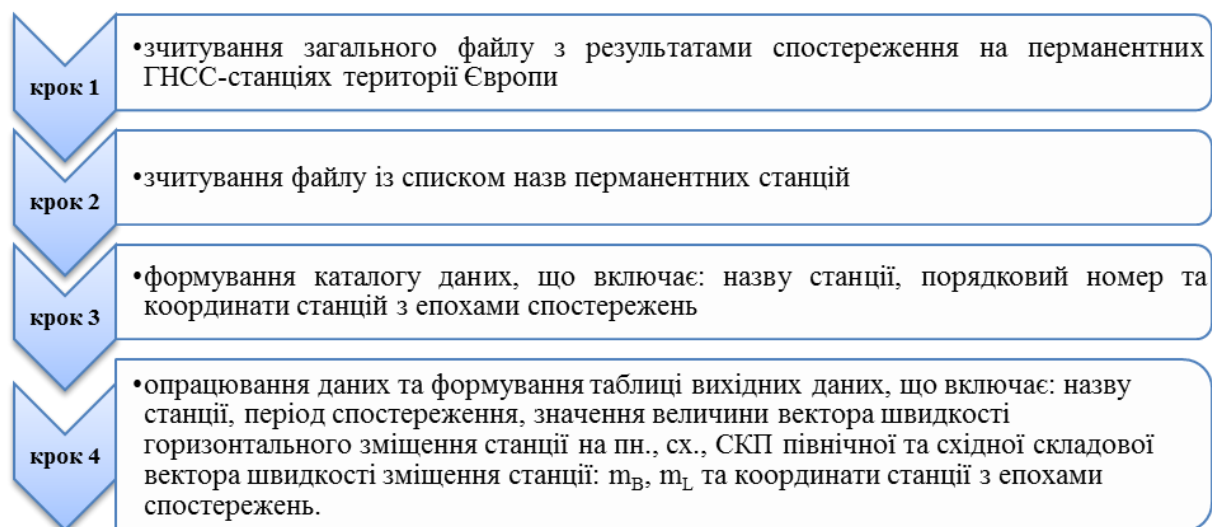 крок 1
•зчитування загального файлу з результатами спостереження на перманентних
ГНСС-станціях території Європи
крок 2
•зчитування файлу із списком назв перманентних станцій
крок 3
•формування каталогу даних, що включає: назву станції, порядковий номер та
координати станцій з епохами спостережень
крок 4
•опрацювання даних та формування таблиці вихідних даних, що включає: назву
станції, період спостереження, значення величини вектора швидкості
горизонтального зміщення станції на пн., сх., СКП північної та східної складової
вектора швидкості зміщення станції: mB, mL та координати станції з епохами
спостережень.